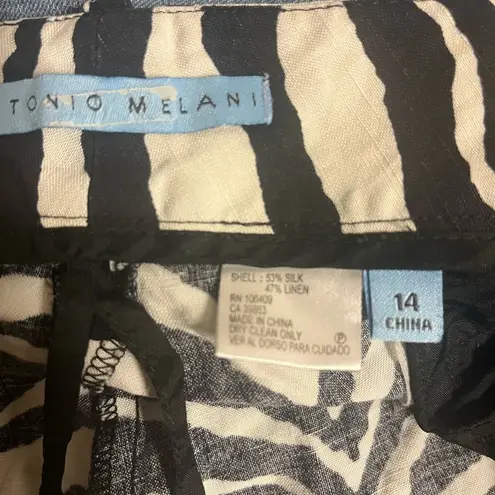 TONIO MELANI
SHELL : 53% SILK
47% LINEN
RN 106409
CA 39863
MADE IN CHINA
DRY CLEAN ONLY
VER AL DORSO PARA CUIDADO
P
14
CHINA